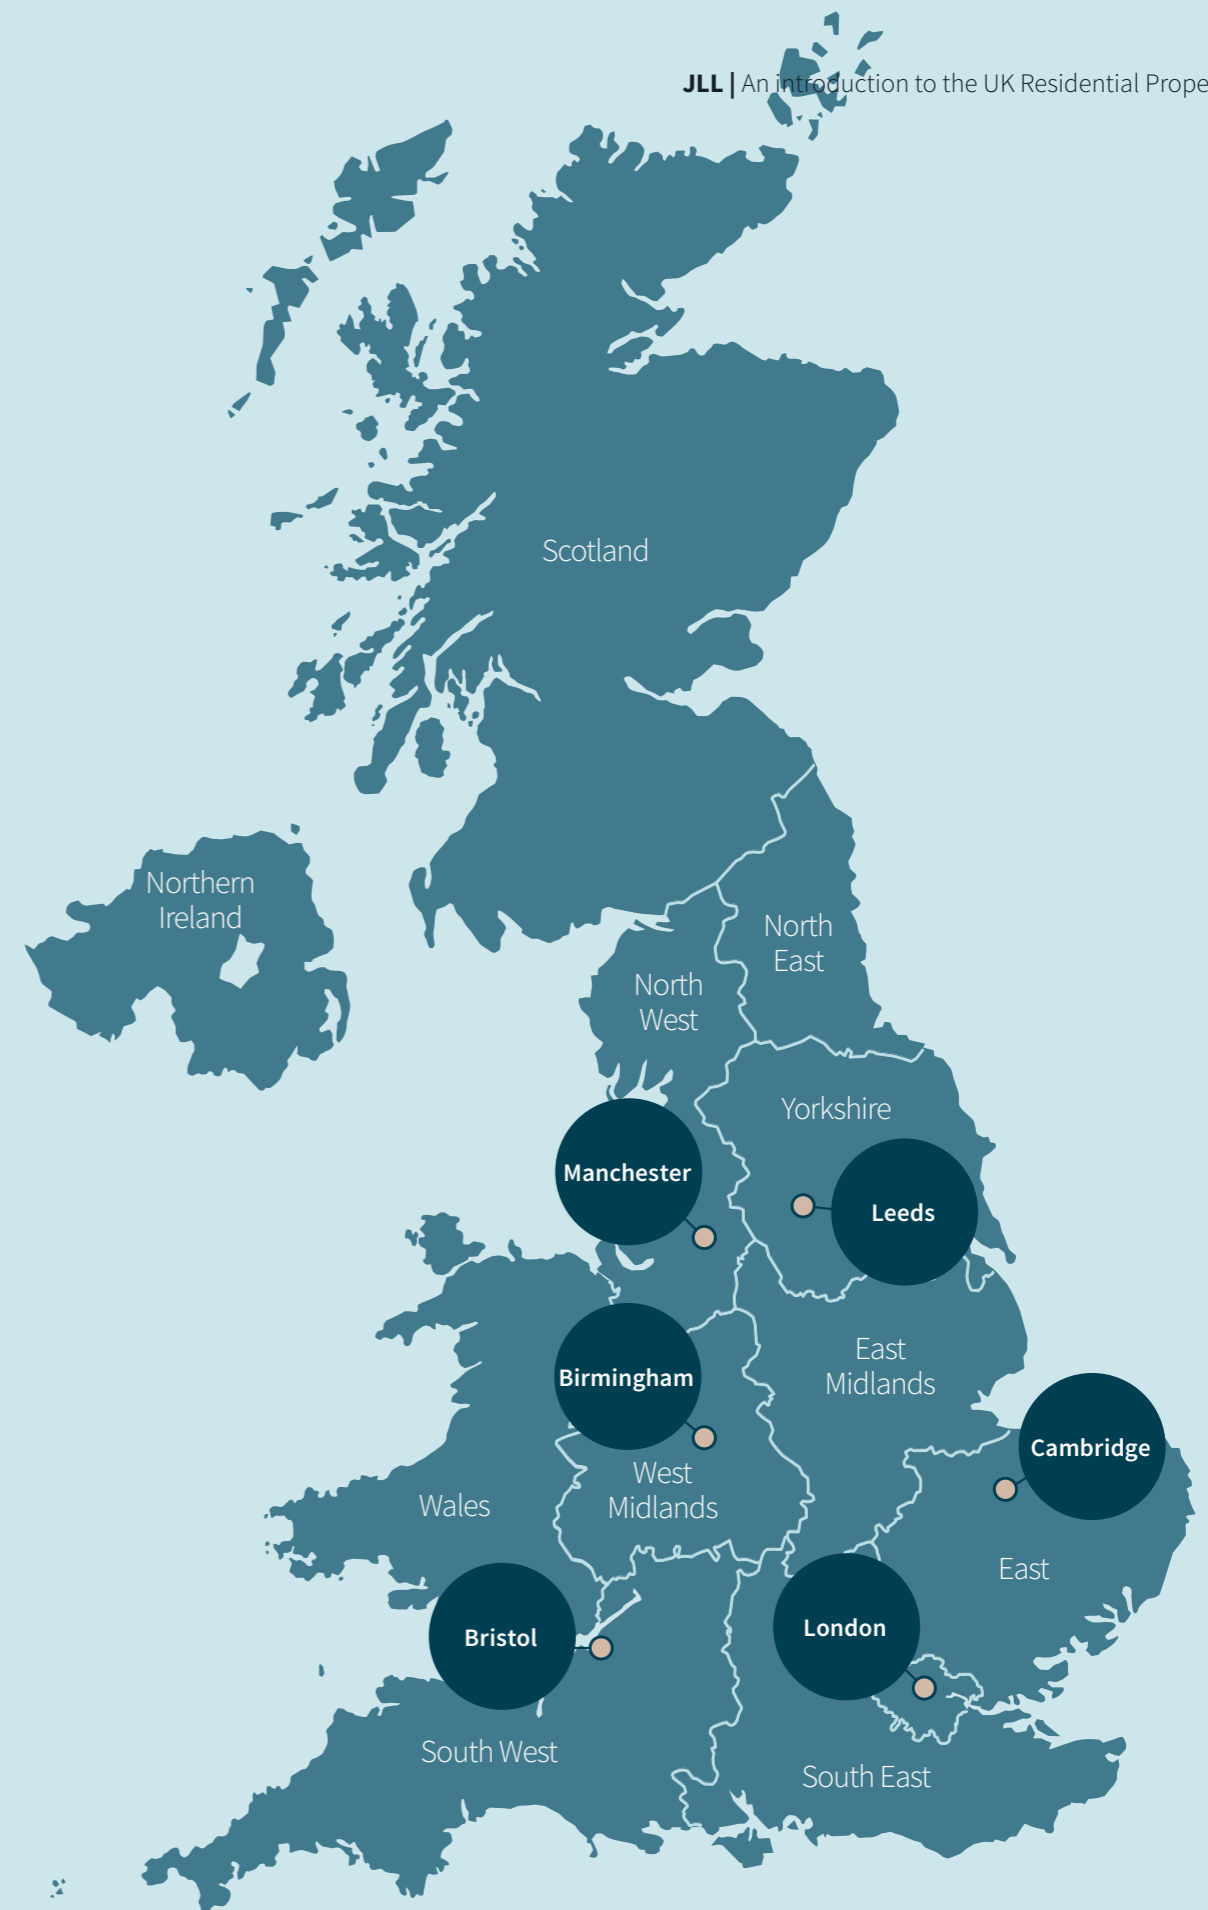 JLL | An introduction to the UK Residential
Scotland
Northern
Ireland
North
East
North
West
Yorkshire
Manchester
Leeds
East
Midlands
Birmingham
Cambridge
West
Midlands
Wales
East
London
Bristol
South West
South East